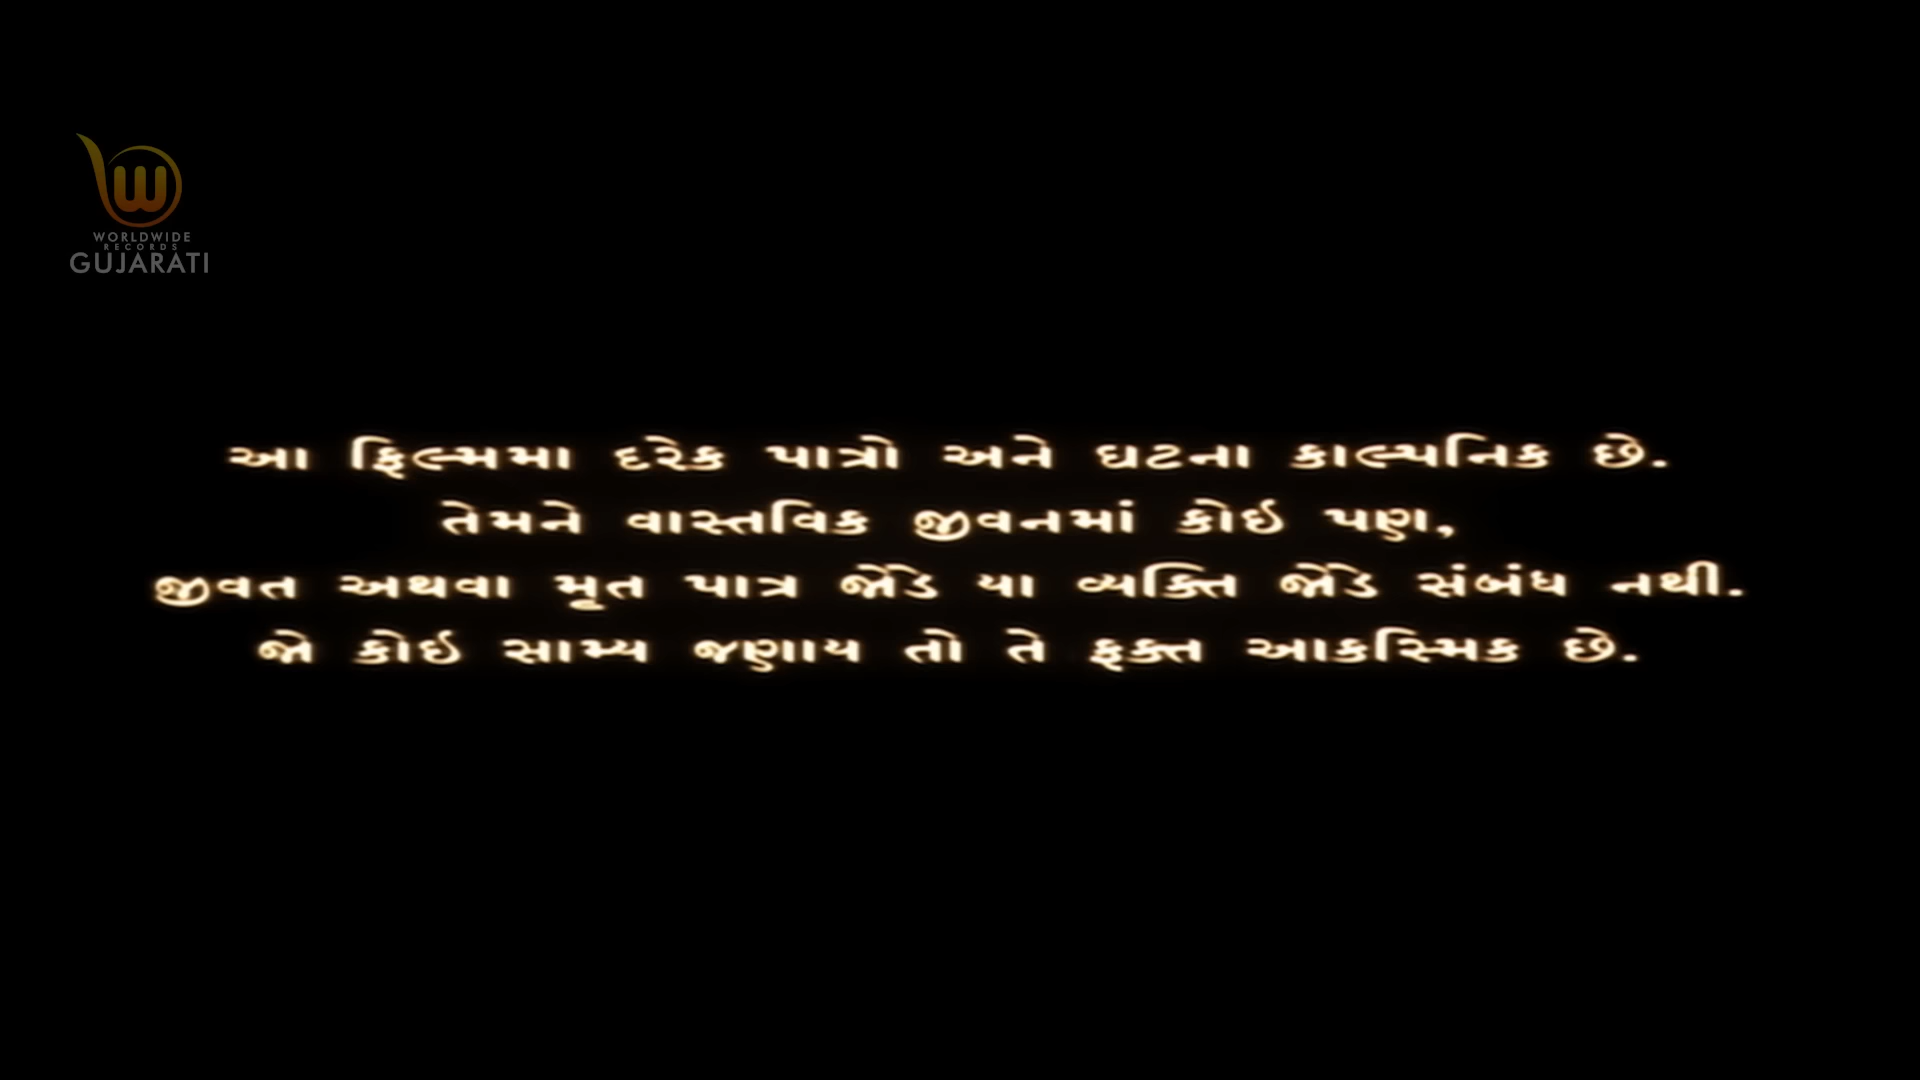 WORLDWIDE
RECORDS
GUJARATI
આ ફિલ્મમા દરેક પાત્રો અને ઘટના કાલ્પનિક છે.
તેમને વાસ્તવિક જીવનમાં કોઇ પણ,
જીવત અથવા મૃત પાત્ર જોડે યા વ્યક્તિ જોડે સંબંધ નથી.
જો કોઇ સામ્ય જણાય તો તે ફક્ત આકસ્મિક છે.